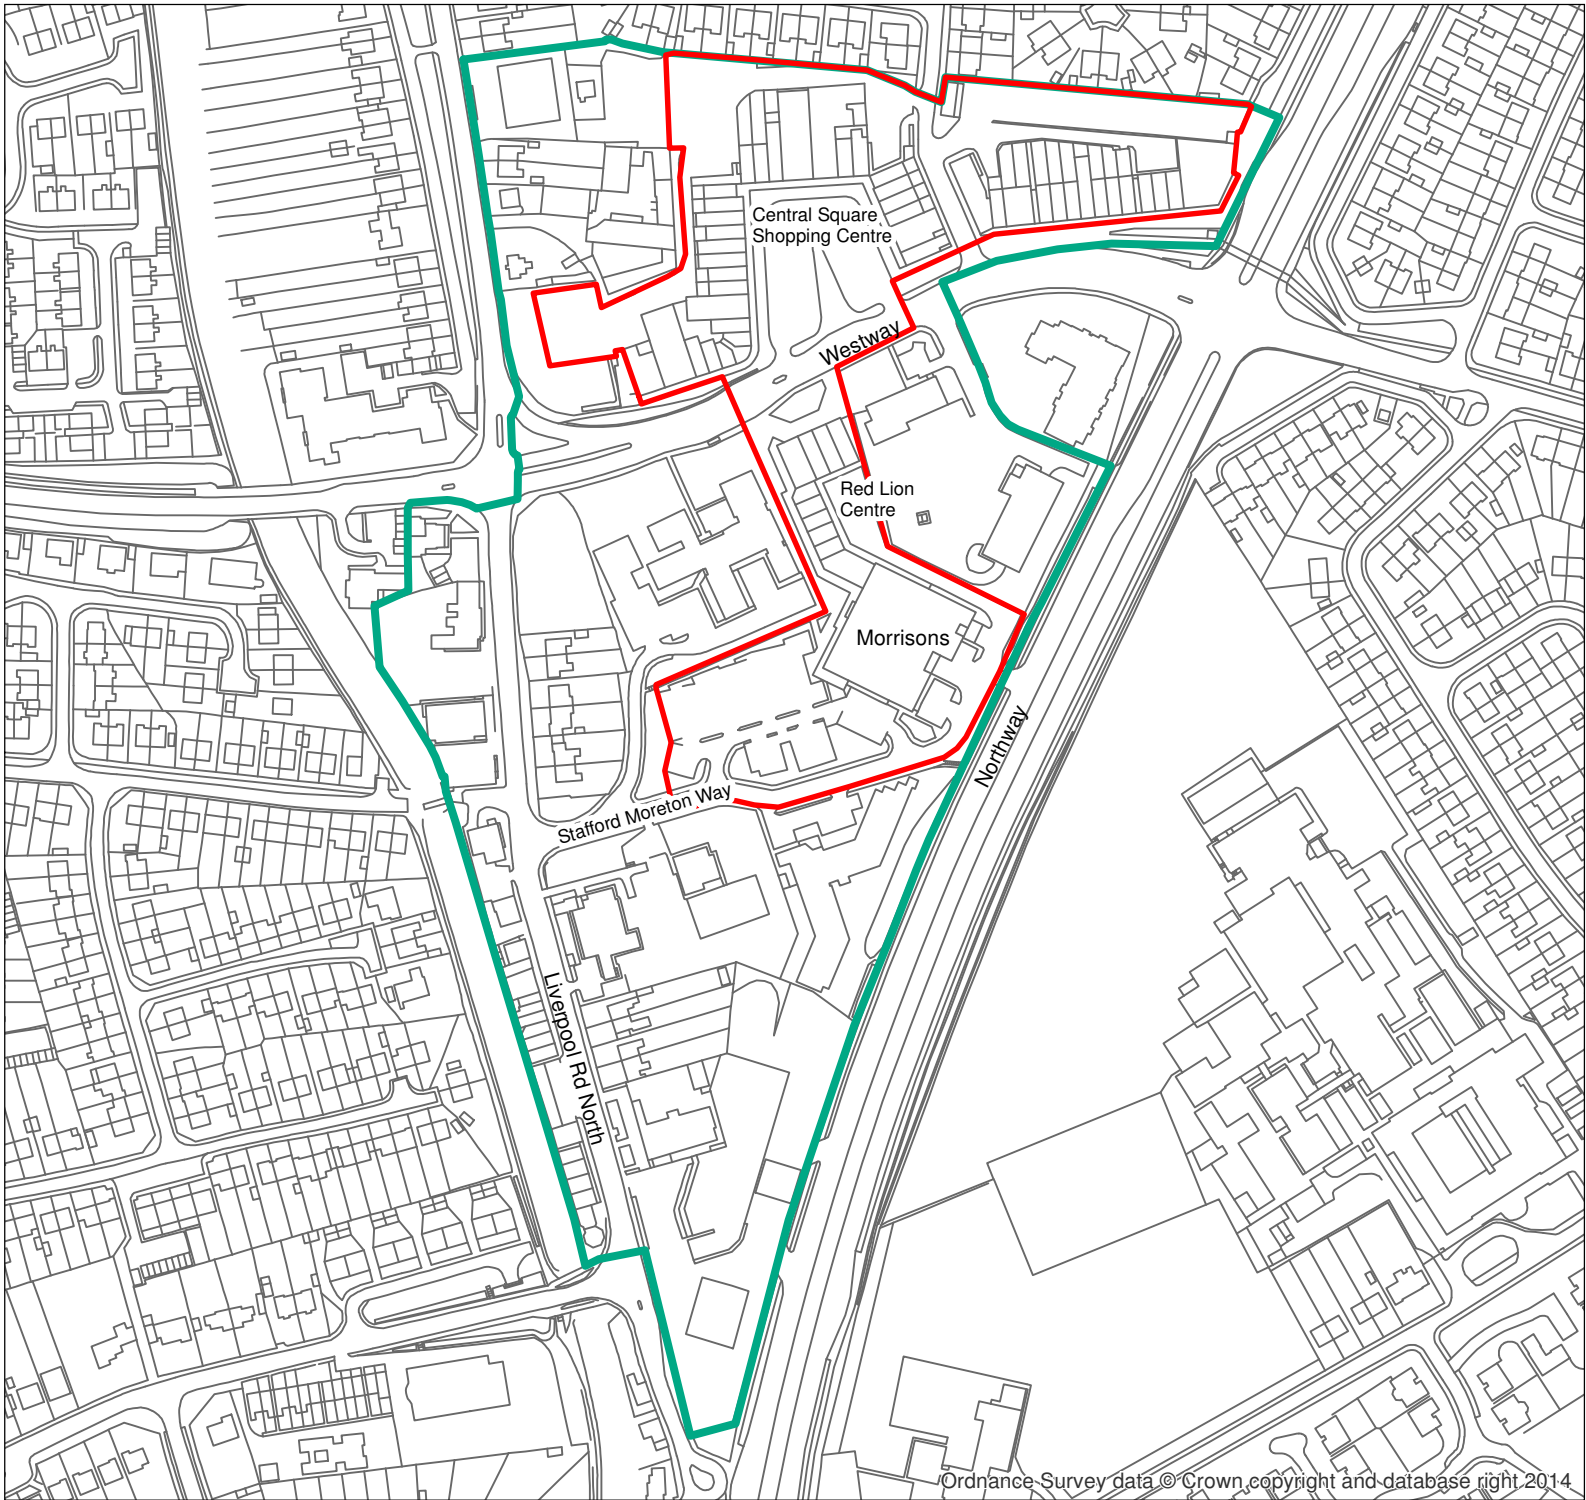 Central Square
Shopping Centre
Westway
Red Lion
Centre
Morrisons
Northway
Stafford Moreton Way
Liverpool Rd North
Ordnance Survey data © Crown copyright and database right 2014